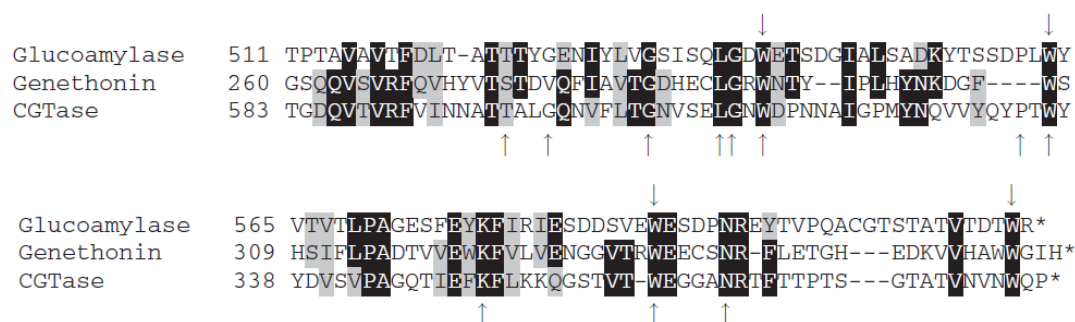 Glucoamylase 511 TPTAVAVTFDLT-ATTTYGENIYLVGSISQLGDWETSDGIALSADKYTSSDPLWY
Genethonin 260 GSQQVSVRFQVHYVTSTDVQFIAVTGDHECLGRWNTY--IPLHYNKDGF----WS
CGTase 583 TGDQVTVRFVINNATTALGQNVFLTGNVSELGNWDPNNAIGPMYNQVVYQYPTWY
Glucoamylase 565 VTVTLPAGESFEYKFIRIESDDSVEWESDPNREYTVPQACGTSTATVTDTWR*
Genethonin 309 HSIFLPADTVVEWKFVLVENGGVTRWEECSNR-FLETGH---EDKVVHAWWGIH*
CGTase 338 YDVSVPAGQTIEFKFLKKQGSTVT-WEGGANRTFTTPTS---GTATVNVNWQP*